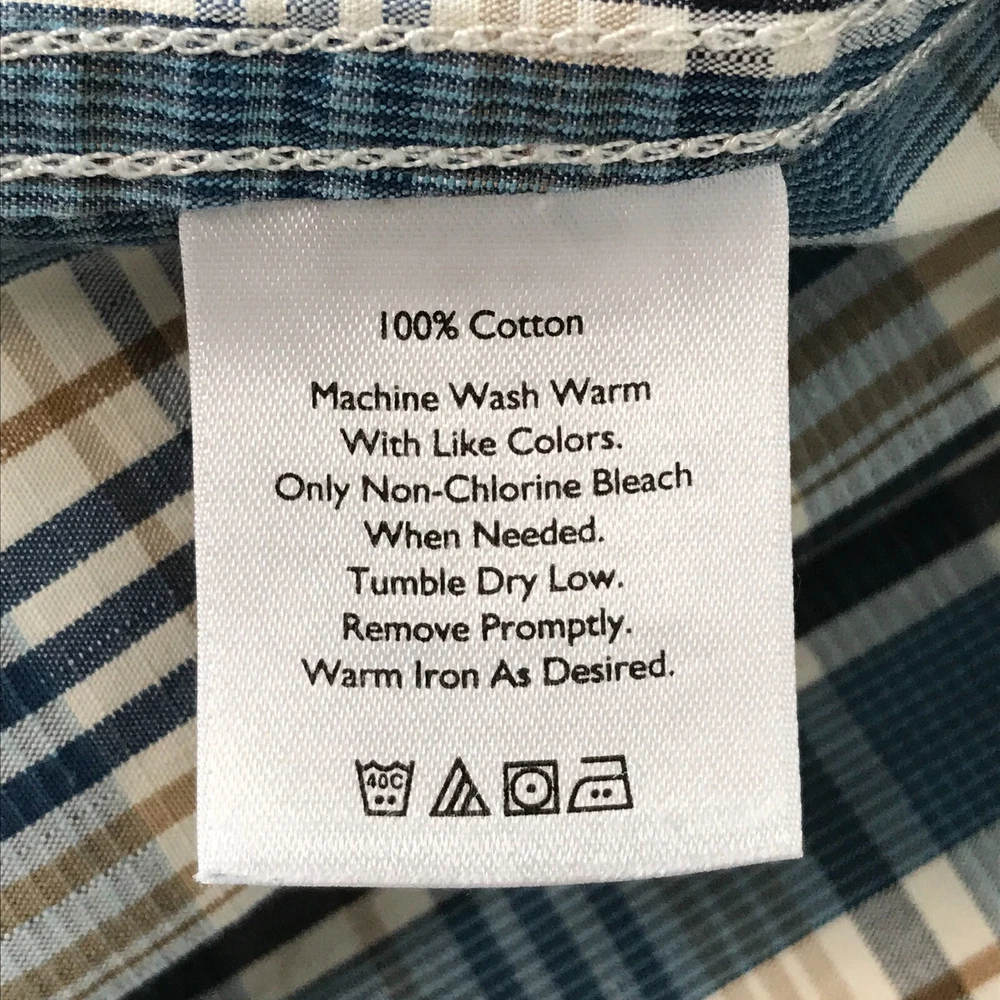 100% Cotton
Machine Wash Warm
With Like Colors.
Only Non-Chlorine Bleach
When Needed.
Tumble Dry Low.
Remove Promptly.
Warm Iron As Desired.
40C